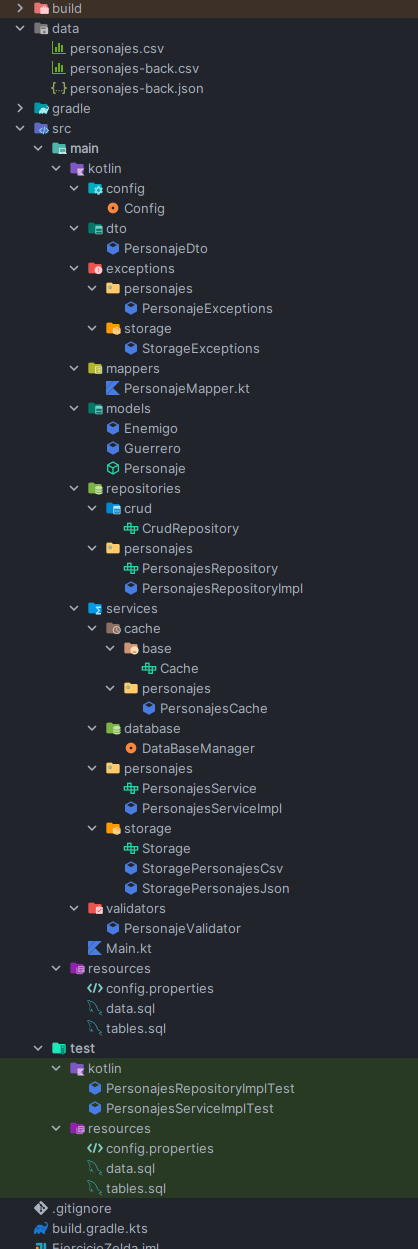 build
data
personajes.csv
personajes-back.csv
personajes-back.json
gradle
src
main
kotlin
config
Config
dto
PersonajeDto
exceptions
personajes
PersonajeExceptions
storage
StorageExceptions
mappers
PersonajeMapper.kt
models
Enemigo
Guerrero
Personaje
repositories
crud
CrudRepository
personajes
PersonajesRepository
PersonajesRepositoryImpl
services
cache
base
Cache
personajes
PersonajesCache
database
DataBaseManager
personajes
PersonajesService
PersonajesServiceImpl
storage
Storage
StoragePersonajesCsv
StoragePersonajesJson
validators
PersonajeValidator
Main.kt
resources
config.properties
data.sql
tables.sql
test
kotlin
PersonajesRepositoryImplTest
PersonajesServiceImplTest
resources
config.properties
data.sql
tables.sql
.gitignore
build.gradle.kts
EjercicioZelda.iml